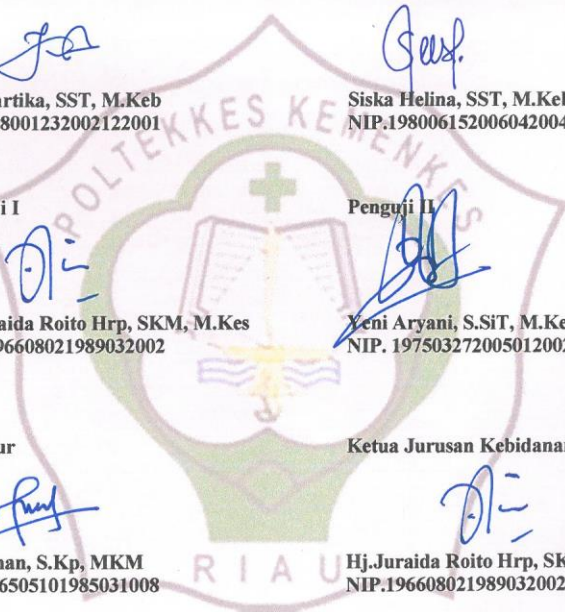 artika, SST, M.Keb
8001232002122001
Siska Helina, SST, M.Keb
NIP.198006152006042004
POLTEKKES KEMENKES
i I
Penguji II
aida Roito Hrp, SKM, M.Kes
96608021989032002
Yeni Aryani, S.SiT, M.Ke
NIP. 197503272005012002
ur
Ketua Jurusan Kebidanan
nan, S.Kp, MKM
6505101985031008
RIAU
Hj.Juraida Roito Hrp, SK
NIP.196608021989032002